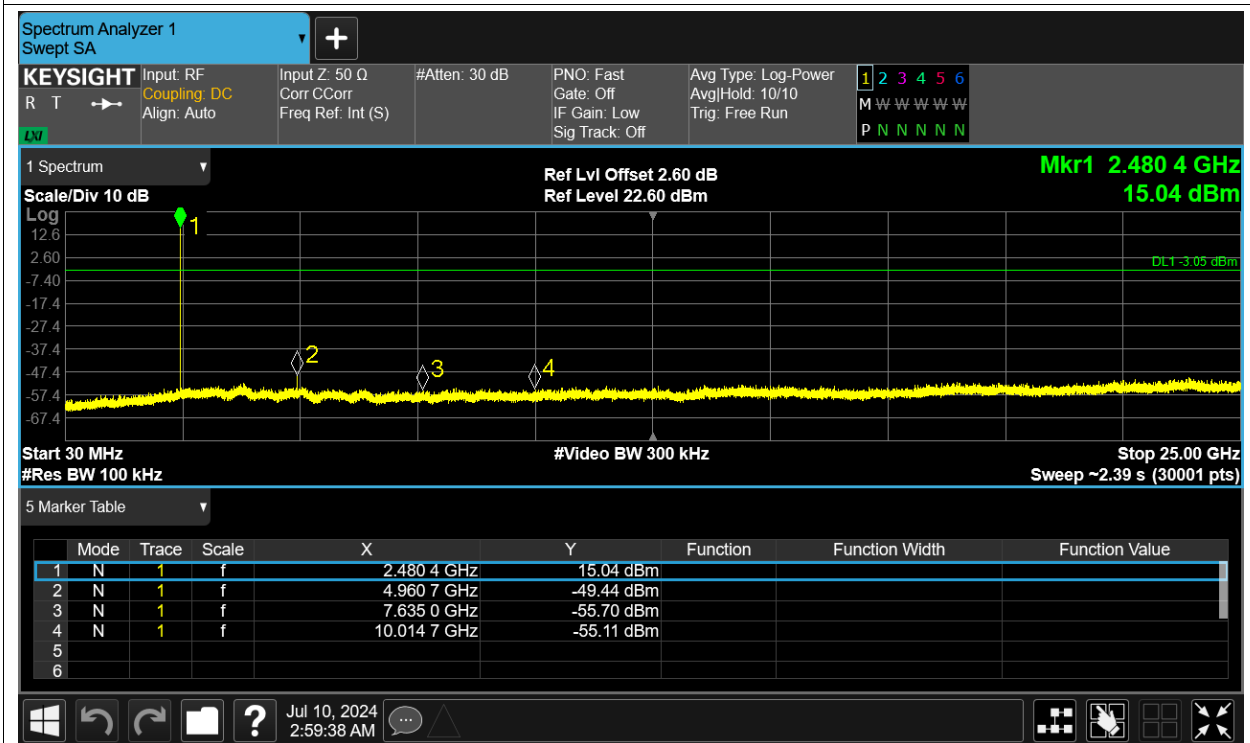 Spectrum Analyzer 1
Swept SA
KEYSIGHT
R T
LXI
Input: RF
Coupling: DC
Align: Auto
Input Z: 50 Ω
Corr CCorr
Freq Ref: Int (S)
#Atten: 30 dB
PNO: Fast
Gate: Off
IF Gain: Low
Sig Track: Off
Avg Type: Log-Power
Avg|Hold: 10/10
Trig: Free Run
1 2 3 4 5 6
M W W W W W
P N N N N N
1 Spectrum
Scale/Div 10 dB
Ref Lvl Offset 2.60 dB
Ref Level 22.60 dBm
Mkr1 2.480 4 GHz
15.04 dBm
Log
12.6
2.60
-7.40
-17.4
-27.4
-37.4
-47.4
-57.4
-67.4
1
2
3
4
DL1 -3.05 dBm
Start 30 MHz
#Video BW 300 kHz
Stop 25.00 GHz
#Res BW 100 kHz
Sweep ~2.39 s (30001 pts)
5 Marker Table
Mode Trace Scale X Y Function Function Width Function Value
1 N 1 f 2.480 4 GHz 15.04 dBm
2 N 1 f 4.960 7 GHz -49.44 dBm
3 N 1 f 7.635 0 GHz -55.70 dBm
4 N 1 f 10.014 7 GHz -55.11 dBm
5
6
?
Jul 10, 2024
2:59:38 AM